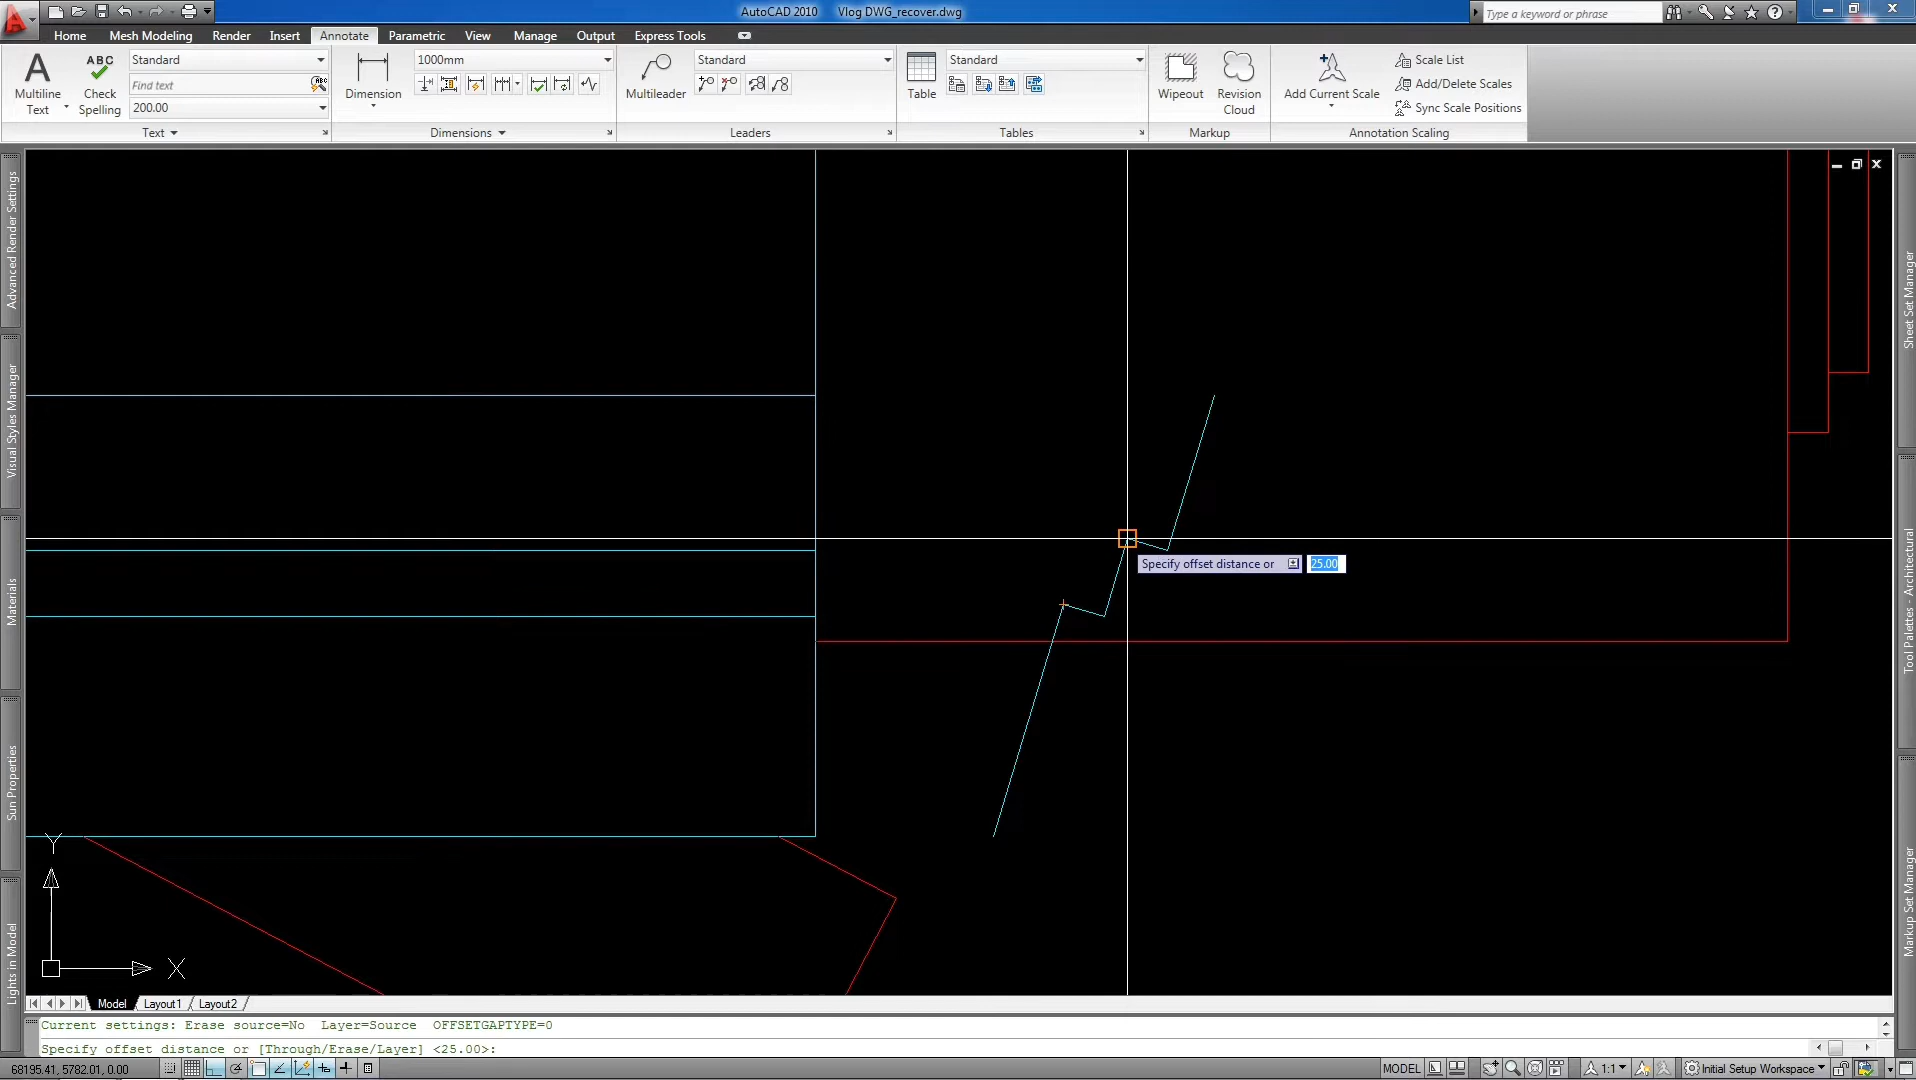 AutoCAD 2010 Vlog DWG_recover.dwg
Type a keyword or phrase
Home Mesh Modeling Render Insert Annotate Parametric View Manage Output Express Tools
A
Multiline
Text
ABC
Check
Spelling
Standard
Find text
ABC
200.00
Text
Dimension
1000mm
Dimensions
Multileader
Standard
Leaders
Table
Standard
Tables
Wipeout
Revision
Cloud
Markup
Add Current Scale
Scale List
Add/Delete Scales
Sync Scale Positions
Annotation Scaling
Advanced Render Settings
Visual Styles Manager
Materials
Sun Properties
Lights in Model
Sheet Set Manager
Tool Palettes - Architectural
Markup Set Manager
Specify offset distance or 25.00
Y
X
Model Layout1 Layout2
Current settings: Erase source=No Layer=Source OFFSETGAPTYPE=0
Specify offset distance or [Through/Erase/Layer] <25.00>:
68195.41, 5782.01, 0.00
MODEL
1:1
Initial Setup Workspace